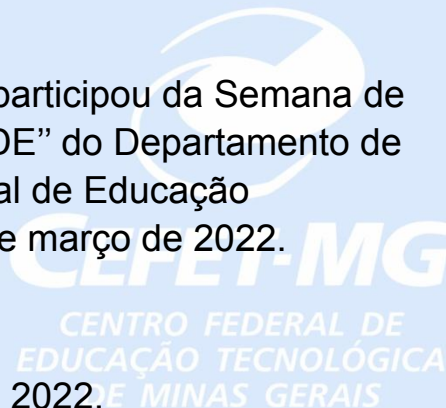 participou da Semana de
DE’’ do Departamento de
al de Educação
e março de 2022.
CEFET-MG
CENTRO FEDERAL DE
EDUCAÇÃO TECNOLÓGICA
2022.
DE MINAS GERAIS